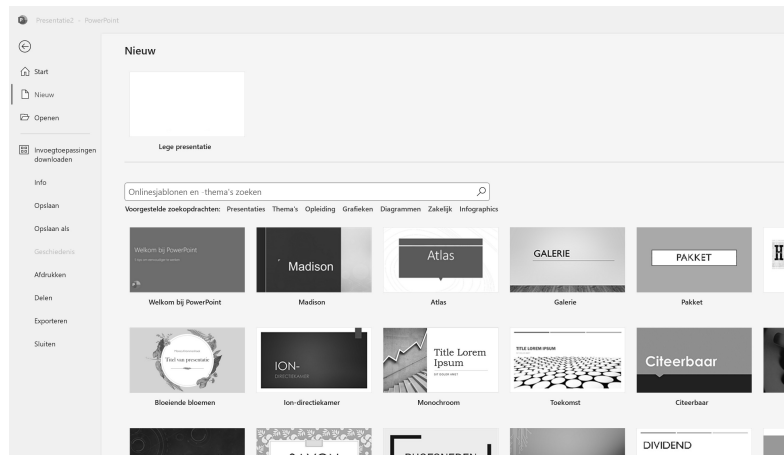 Presentatie2 - PowerPoint
Nieuw
Start
Nieuw
Openen
Invoegtoepassingen
downloaden
Info
Opslaan
Opslaan als
Geschiedenis
Afdrukken
Delen
Exporteren
Sluiten
Lege presentatie
Onlinesjablonen en -thema's zoeken
Voorgestelde zoekopdrachten: Presentaties Thema's Opleiding Grafieken Diagrammen Zakelijk Infographics
Welkom bij PowerPoint
Madison
Atlas
GALERIE
PAKKET
H
Welkom bij PowerPoint
Madison
Atlas
Galerie
Pakket
Titel van presentatie
ION-
DIRECTIEKAMER
Title Lorem
Ipsum
TITLE LOREM IPSUM
Citeerbaar
Bloeiende bloemen
Ion-directiekamer
Monochroom
Toekomst
Citeerbaar
DIVIDEND